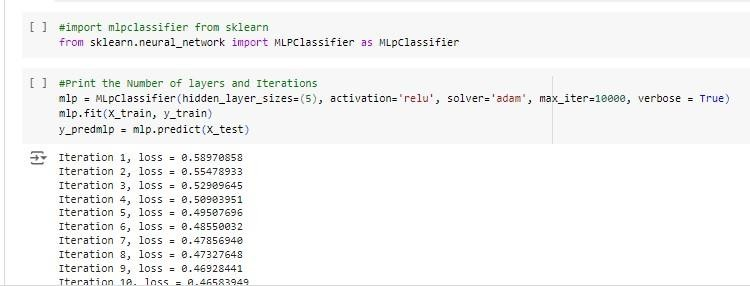 [ ] #import mlpclassifier from sklearn
from sklearn.neural_network import MLPClassifier as MLpClassifier
[ ] #Print the Number of layers and Iterations
mlp = MLpClassifier(hidden_layer_sizes=(5), activation='relu', solver='adam', max_iter=10000, verbose = True)
mlp.fit(X_train, y_train)
y_predmlp = mlp.predict(X_test)
Iteration 1, loss = 0.58970858
Iteration 2, loss = 0.55478933
Iteration 3, loss = 0.52909645
Iteration 4, loss = 0.50903951
Iteration 5, loss = 0.49507696
Iteration 6, loss = 0.48550032
Iteration 7, loss = 0.47856940
Iteration 8, loss = 0.47327648
Iteration 9, loss = 0.46928441
Iteration 10, loss = 0.46583949